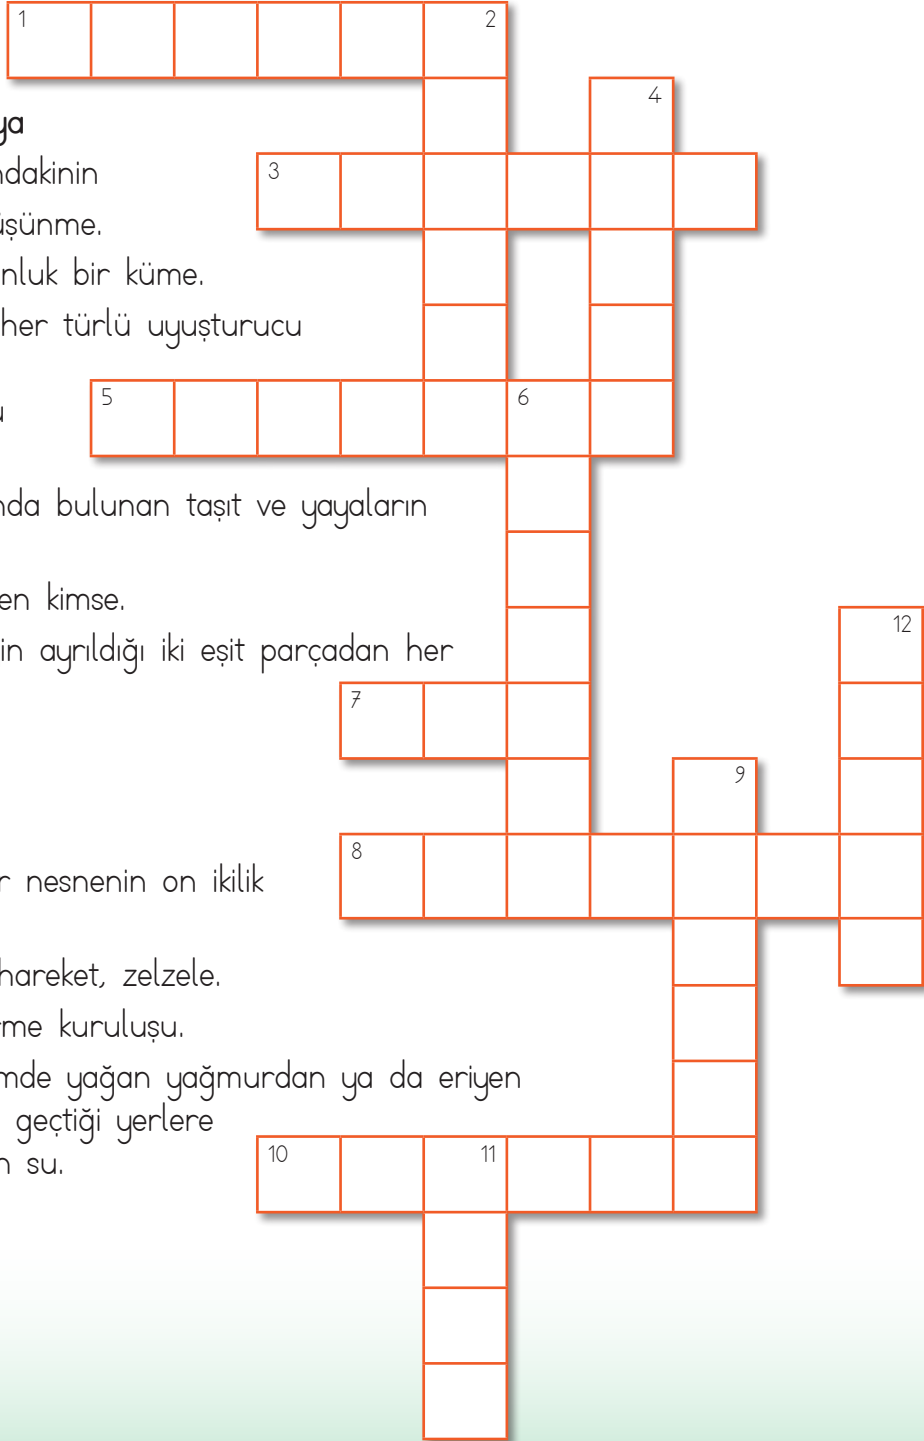 1
2
4
ya
ndakinin
3
üşünme.
nluk bir küme.
her türlü uyuşturucu
5
6
u
nda bulunan taşıt ve yayaların
en kimse.
12
in ayrıldığı iki eşit parçadan her
7
9
8
r nesnenin on ikilik
hareket, zelzele.
rme kuruluşu.
mde yağan yağmurdan ya da eriyen
geçtiği yerlere
10
11
n su.